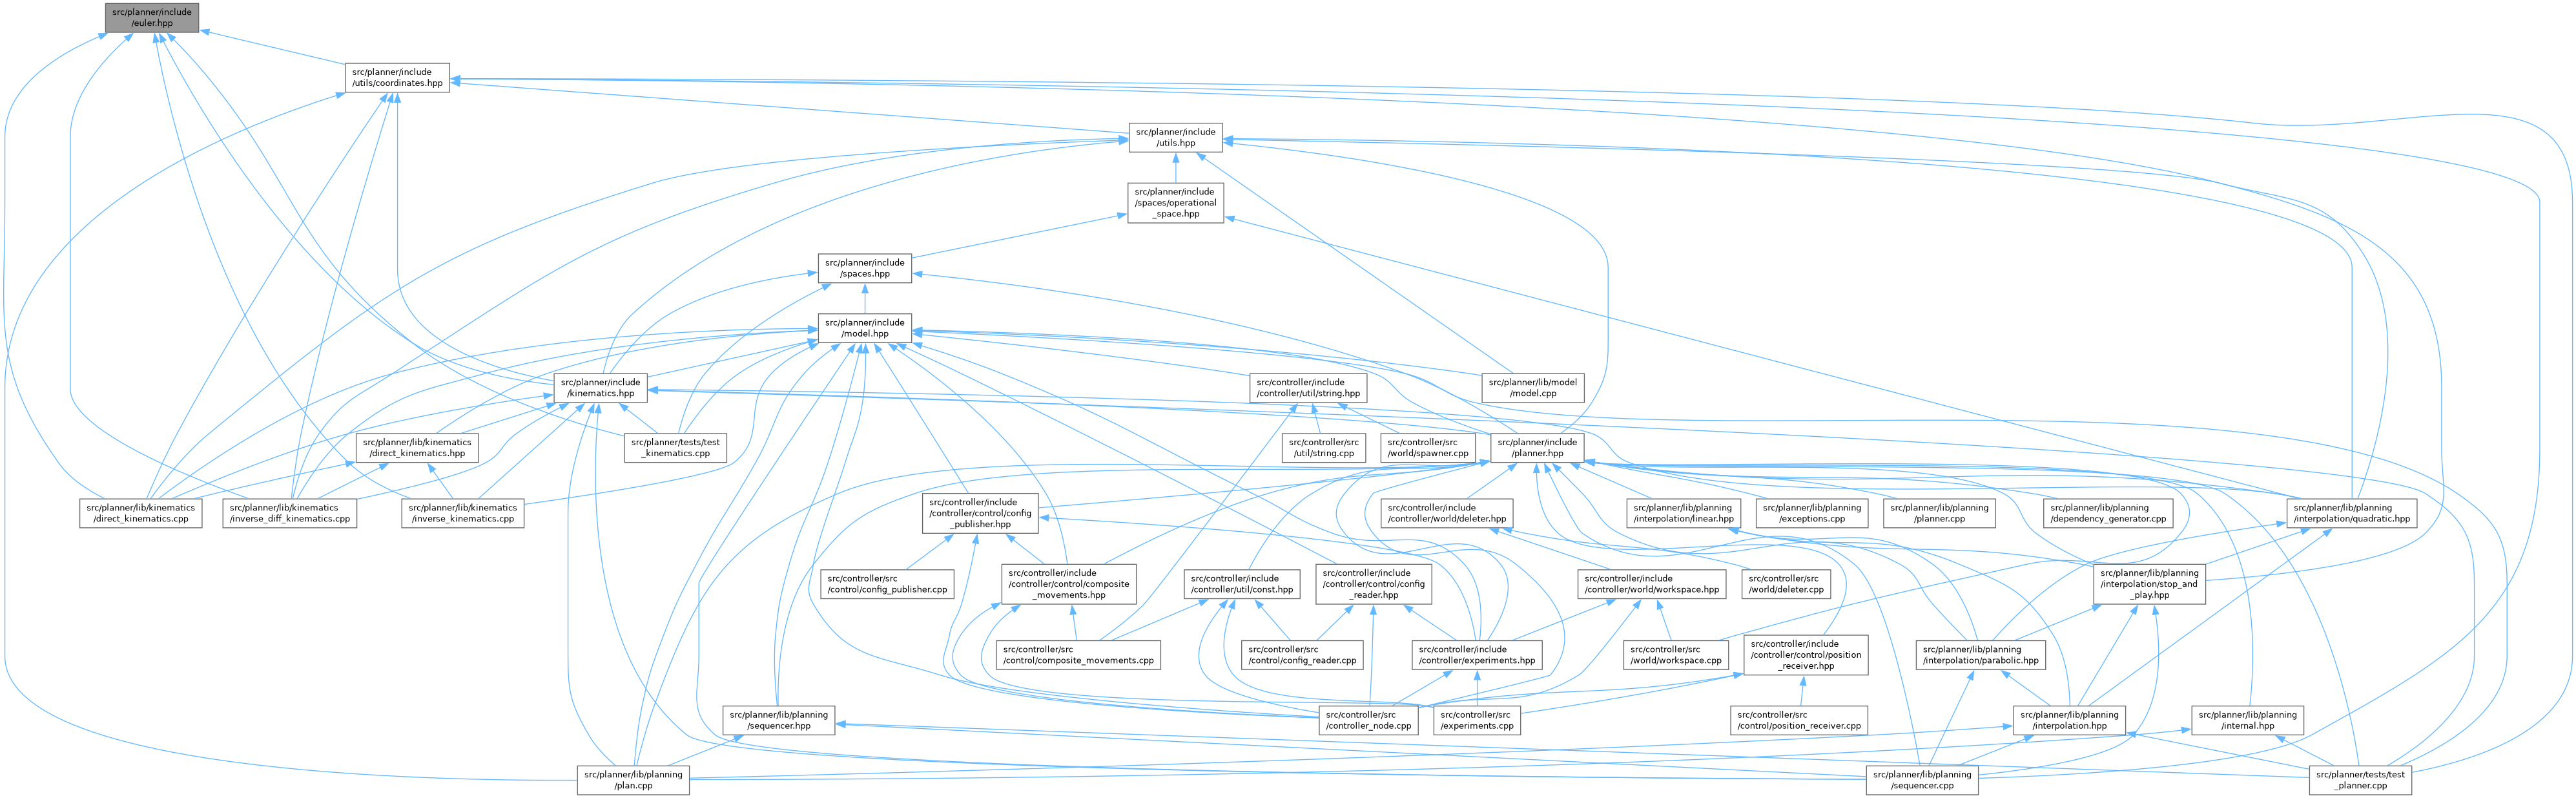 src/planner/include
/euler.hpp
src/planner/include
/utils/coordinates.hpp
src/planner/include
/utils.hpp
src/planner/include
/spaces/operational
_space.hpp
src/planner/include
/spaces.hpp
src/planner/include
/model.hpp
src/planner/include
/kinematics.hpp
src/controller/include
/controller/util/string.hpp
src/planner/lib/model
/model.cpp
src/planner/lib/kinematics
/direct_kinematics.hpp
src/planner/tests/test
_kinematics.cpp
src/controller/src
/util/string.cpp
src/controller/src
/world/spawner.cpp
src/planner/include
/planner.hpp
src/planner/lib/kinematics
/direct_kinematics.cpp
src/planner/lib/kinematics
/inverse_diff_kinematics.cpp
src/planner/lib/kinematics
/inverse_kinematics.cpp
src/controller/include
/controller/control/config
_publisher.hpp
src/controller/include
/controller/world/deleter.hpp
src/planner/lib/planning
/interpolation/linear.hpp
src/planner/lib/planning
/exceptions.cpp
src/planner/lib/planning
/planner.cpp
src/planner/lib/planning
/dependency_generator.cpp
src/planner/lib/planning
/interpolation/quadratic.hpp
src/controller/src
/control/config_publisher.cpp
src/controller/include
/controller/control/composite
_movements.hpp
src/controller/include
/controller/util/const.hpp
src/controller/include
/controller/control/config
_reader.hpp
src/controller/include
/controller/world/workspace.hpp
src/controller/src
/world/deleter.cpp
src/planner/lib/planning
/interpolation/stop_and
_play.hpp
src/controller/src
/control/composite_movements.cpp
src/controller/src
/control/config_reader.cpp
src/controller/include
/controller/experiments.hpp
src/controller/src
/world/workspace.cpp
src/controller/include
/controller/control/position
_receiver.hpp
src/planner/lib/planning
/interpolation/parabolic.hpp
src/planner/lib/planning
/sequencer.hpp
src/controller/src
/controller_node.cpp
src/controller/src
/experiments.cpp
src/controller/src
/control/position_receiver.cpp
src/planner/lib/planning
/interpolation.hpp
src/planner/lib/planning
/internal.hpp
src/planner/lib/planning
/plan.cpp
src/planner/lib/planning
/sequencer.cpp
src/planner/tests/test
_planner.cpp